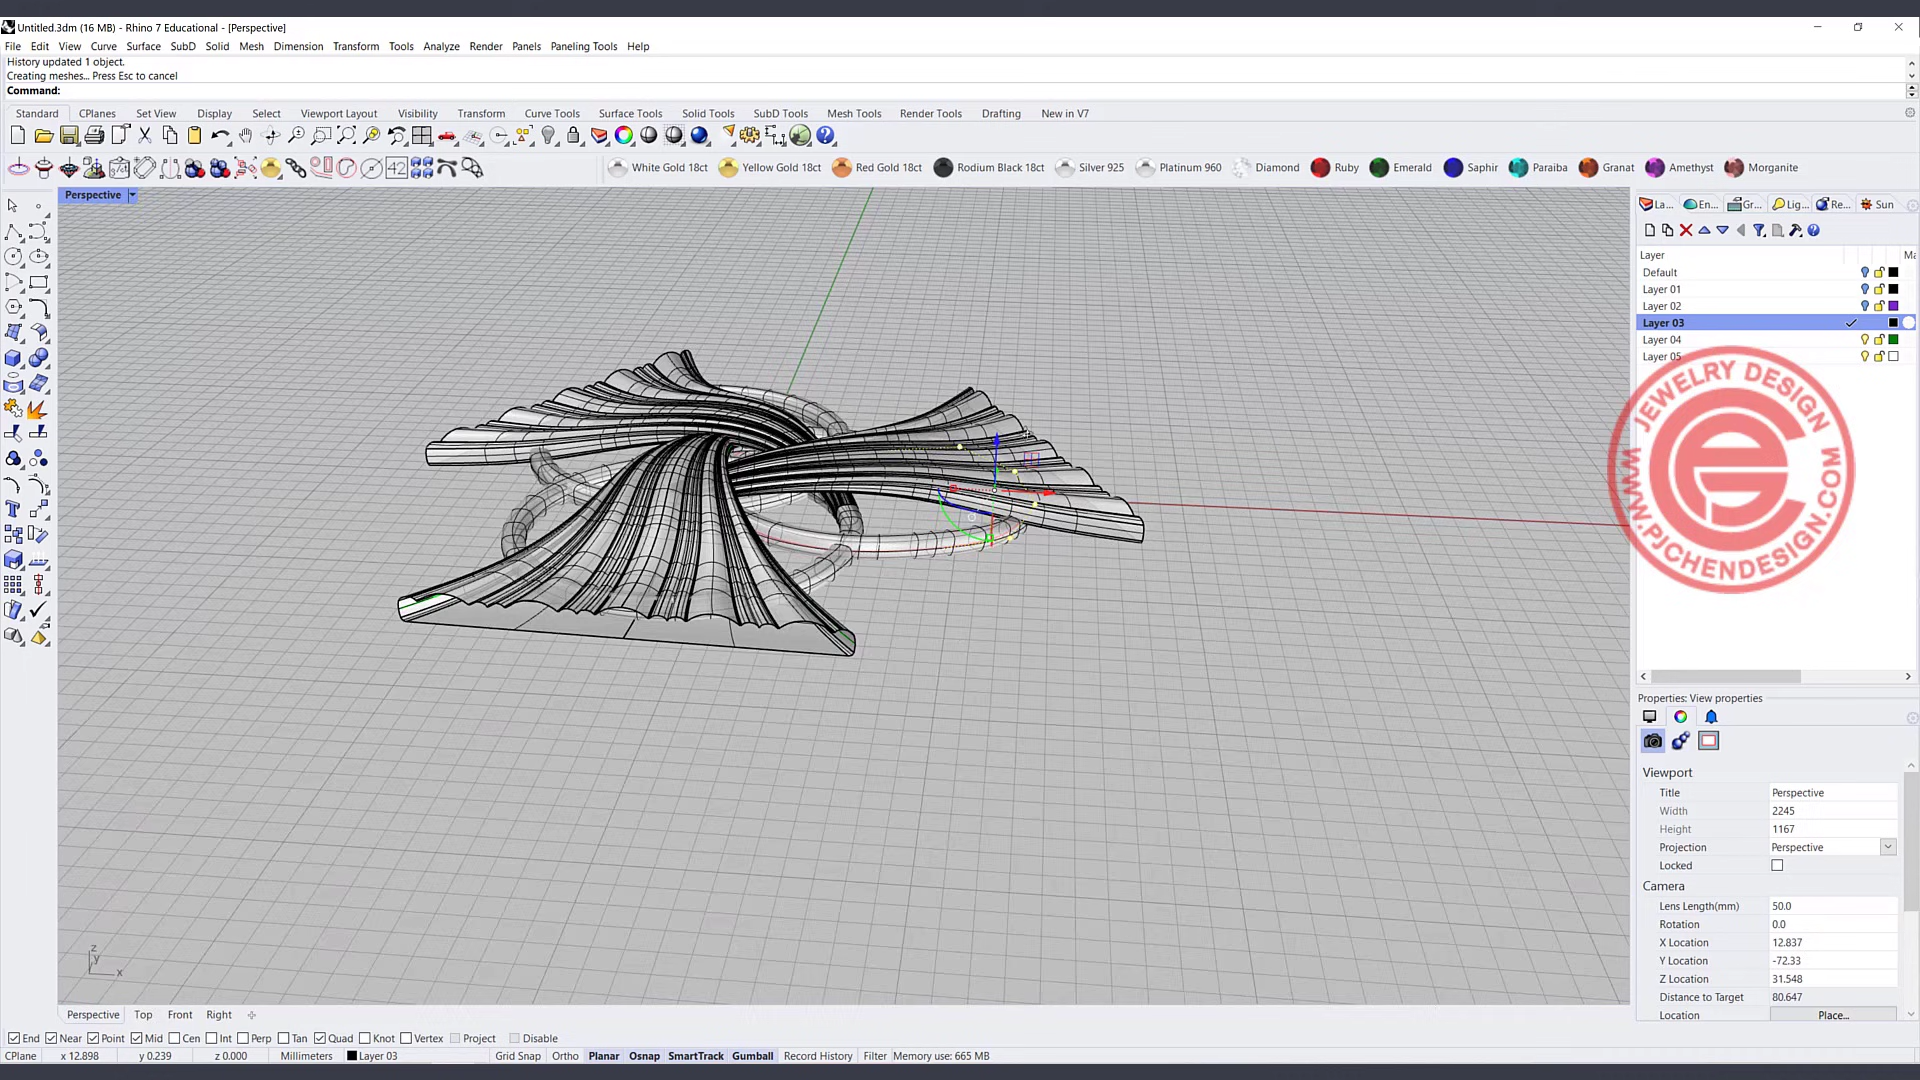 Untitled.3dm (16 MB) - Rhino 7 Educational - [Perspective]
File Edit View Curve Surface SubD Solid Mesh Dimension Transform Tools Analyze Render Panels Paneling Tools Help
History updated 1 object.
Creating meshes... Press Esc to cancel
Command:
Standard CPlanes Set View Display Select Viewport Layout Visibility Transform Curve Tools Surface Tools Solid Tools SubD Tools Mesh Tools Render Tools Drafting New in V7
42 White Gold 18ct Yellow Gold 18ct Red Gold 18ct Rodium Black 18ct Silver 925 Platinum 960 Diamond Ruby Emerald Saphir Paraiba Granat Amethyst Morganite
Perspective
La... En... Gr... Lig... Re... Sun
Layer Ma
Default
Layer 01
Layer 02
Layer 03
Layer 04
Layer 05
JEWELRY DESIGN
WWW.PJCHENDESIGN.COM
Properties: View properties
Viewport
Title Perspective
Width 2245
Height 1167
Projection Perspective
Locked
Camera
Lens Length(mm) 50.0
Rotation 0.0
X Location 12.837
Y Location -72.33
Z Location 31.548
Distance to Target 80.647
Location Place...
z
y
x
Perspective Top Front Right
End Near Point Mid Cen Int Perp Tan Quad Knot Vertex Project Disable
CPlane x 12.898 y 0.239 z 0.000 Millimeters Layer 03 Grid Snap Ortho Planar Osnap SmartTrack Gumball Record History Filter Memory use: 665 MB